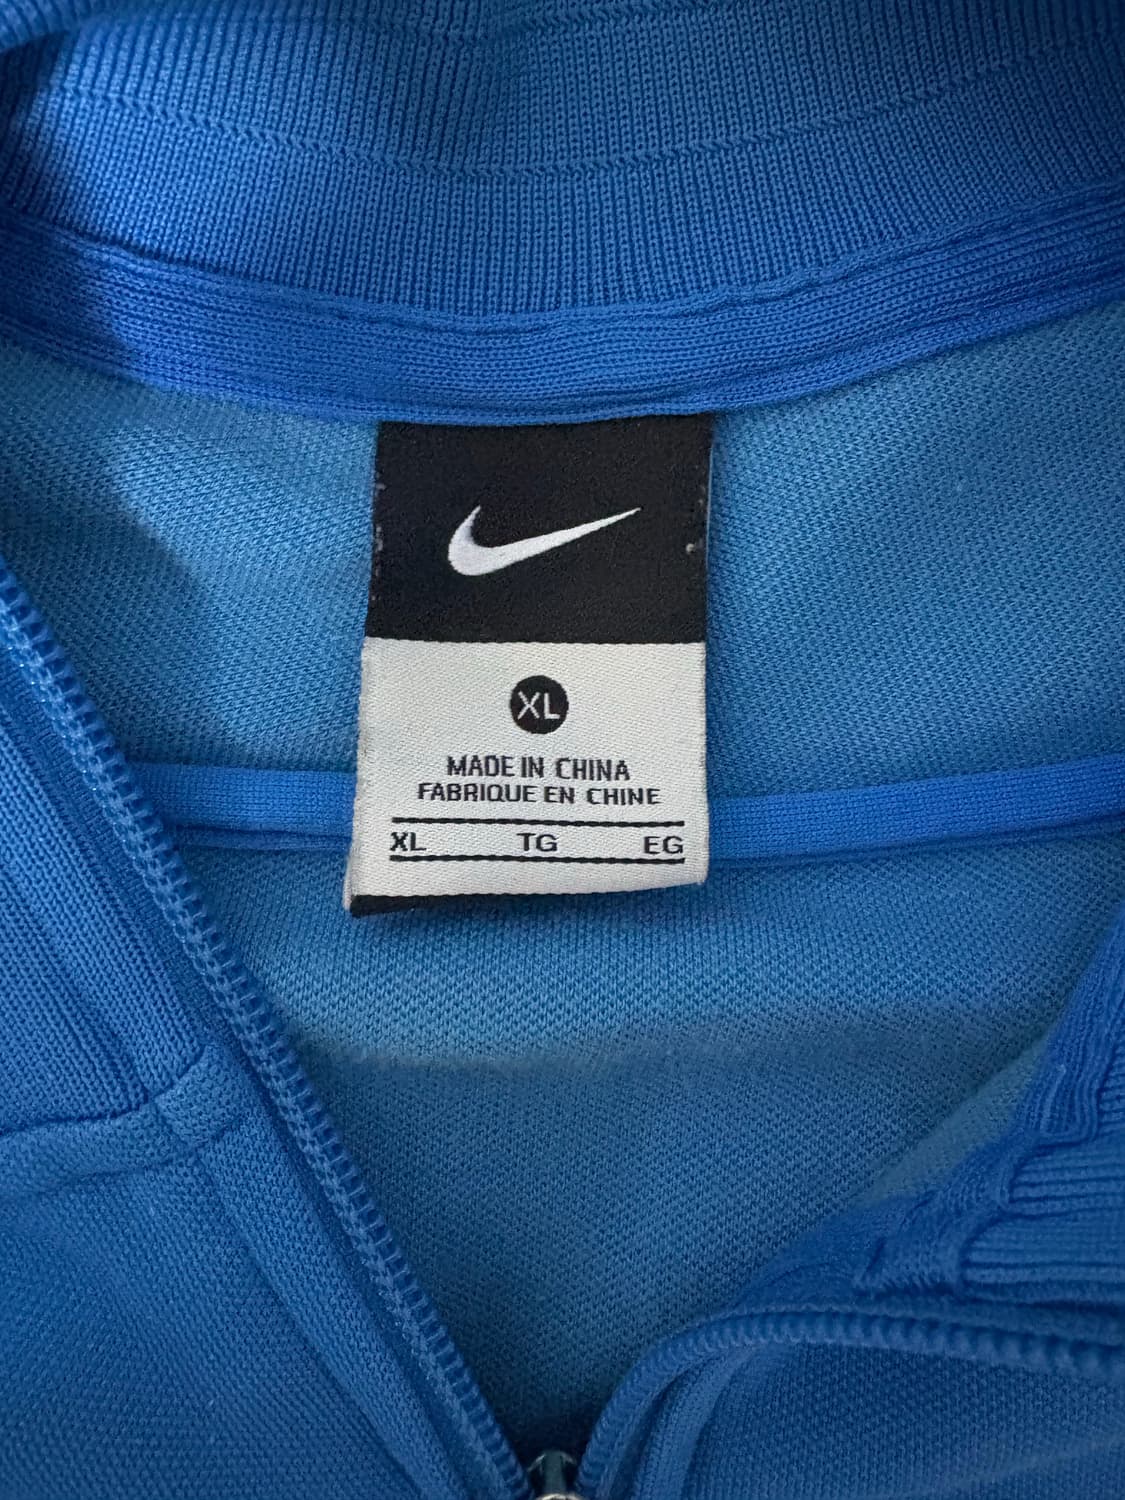 XL
MADE IN CHINA
FABRIQUE EN CHINE
XL TG EG